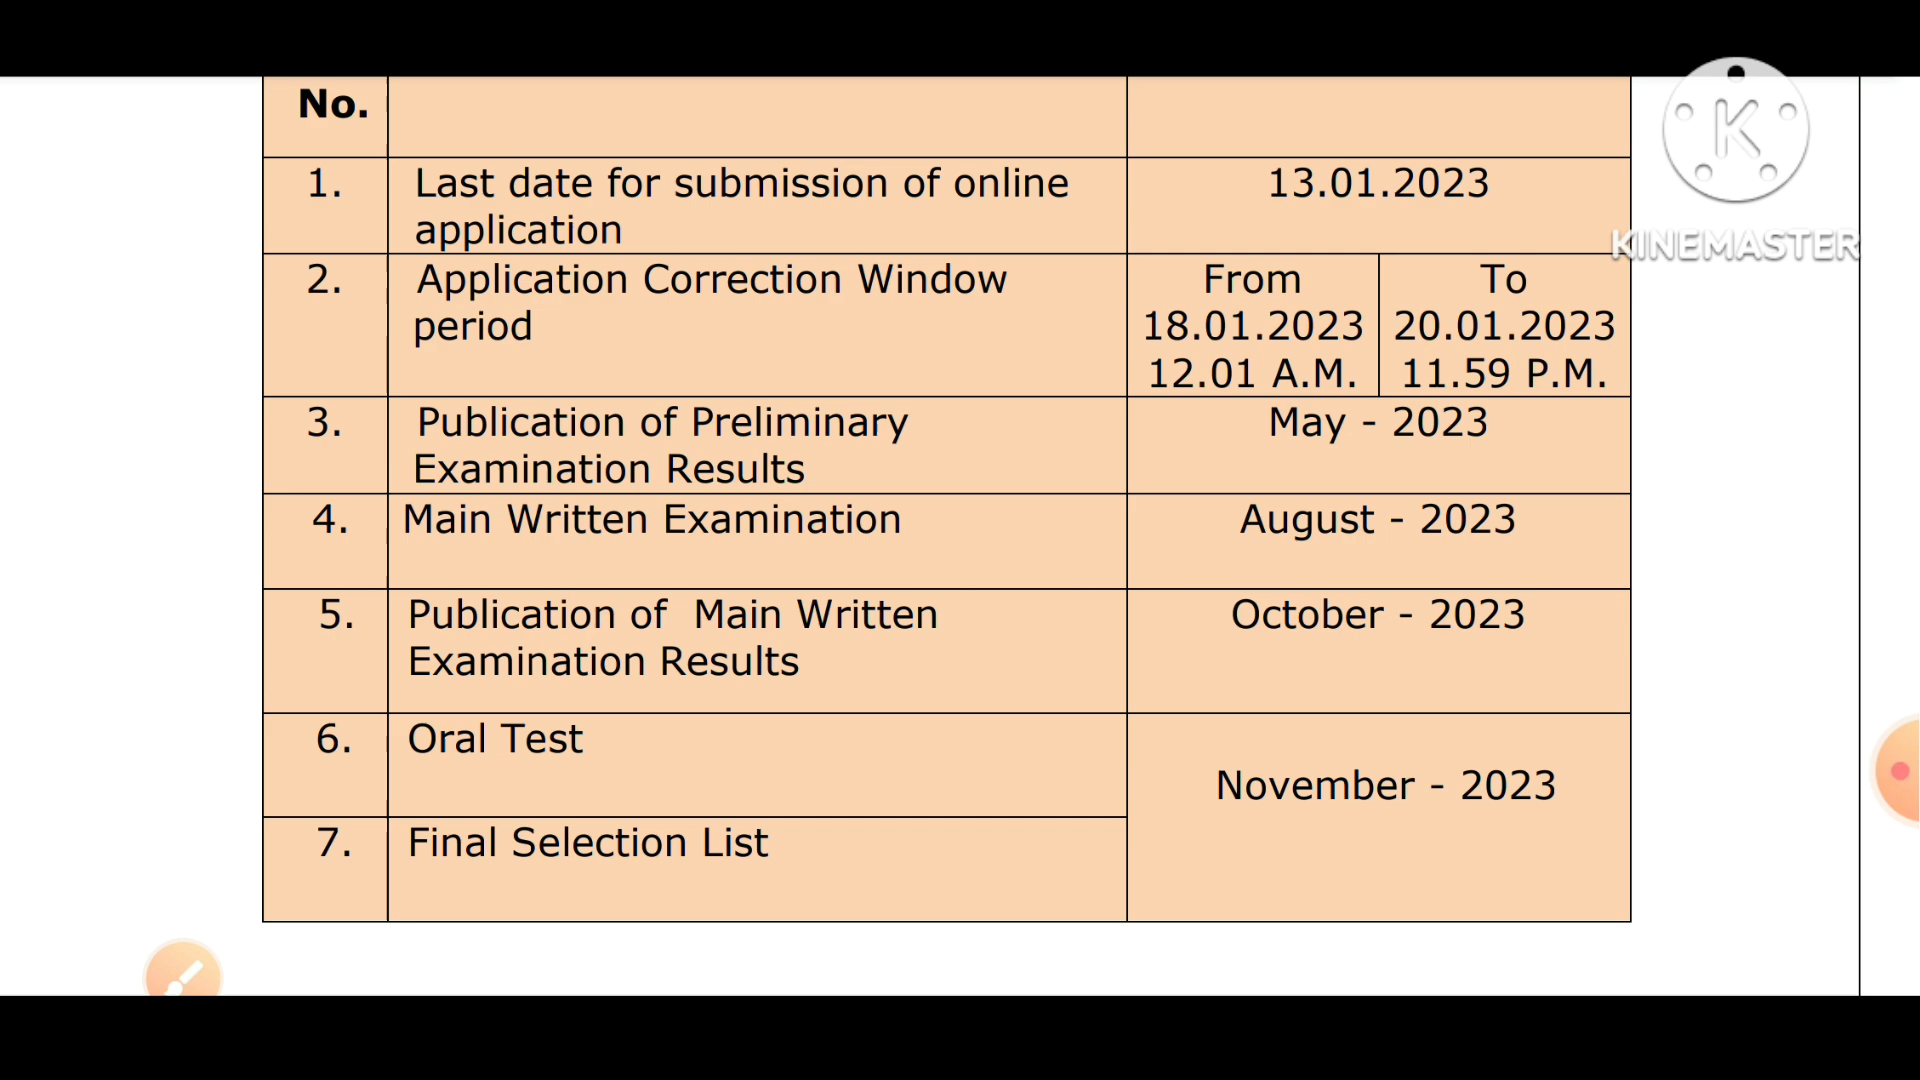 No.
1. Last date for submission of online 13.01.2023
application
2. Application Correction Window From To
period 18.01.2023 20.01.2023
12.01 A.M. 11.59 P.M.
3. Publication of Preliminary May - 2023
Examination Results
4. Main Written Examination August - 2023
5. Publication of Main Written October - 2023
Examination Results
6. Oral Test
November - 2023
7. Final Selection List
K
KINEMASTER